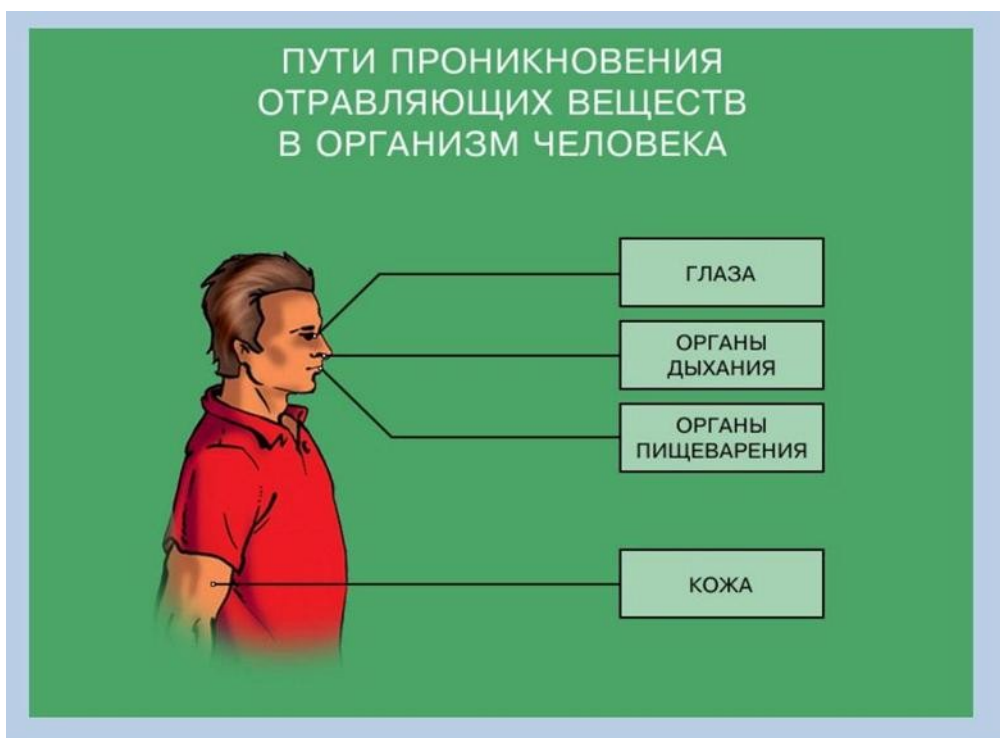 ПУТИ ПРОНИКНОВЕНИЯ
ОТРАВЛЯЮЩИХ ВЕЩЕСТВ
В ОРГАНИЗМ ЧЕЛОВЕКА
ГЛАЗА
ОРГАНЫ
ДЫХАНИЯ
ОРГАНЫ
ПИЩЕВАРЕНИЯ
КОЖА